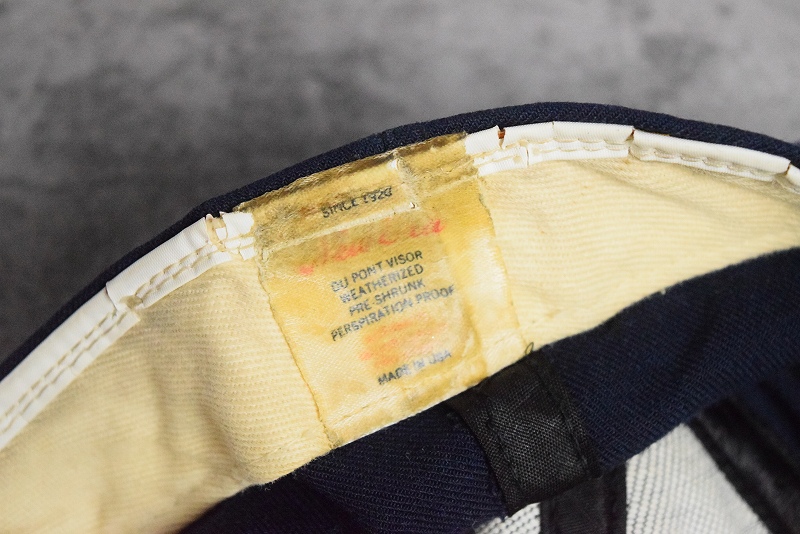 SINCE 1920
DU PONT VISOR
WEATHERIZED
PRE SHRUNK
PERSPIRATION PROOF
MADE IN USA